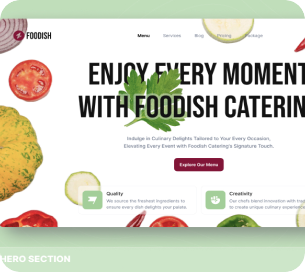 FOODISH
Menu Services Blog Pricing Package
ENJOY EVERY MOMENT
WITH FOODISH CATERIN
Indulge in Culinary Delights Tailored to Your Every Occasion,
Elevating Every Event with Foodish Catering's Signature Touch.
Explore Our Menu
Quality
We source the freshest ingredients to
ensure every dish delights your palate.
Creativity
Our chefs blend innovation with
to create unique, culinary
HERO SECTION